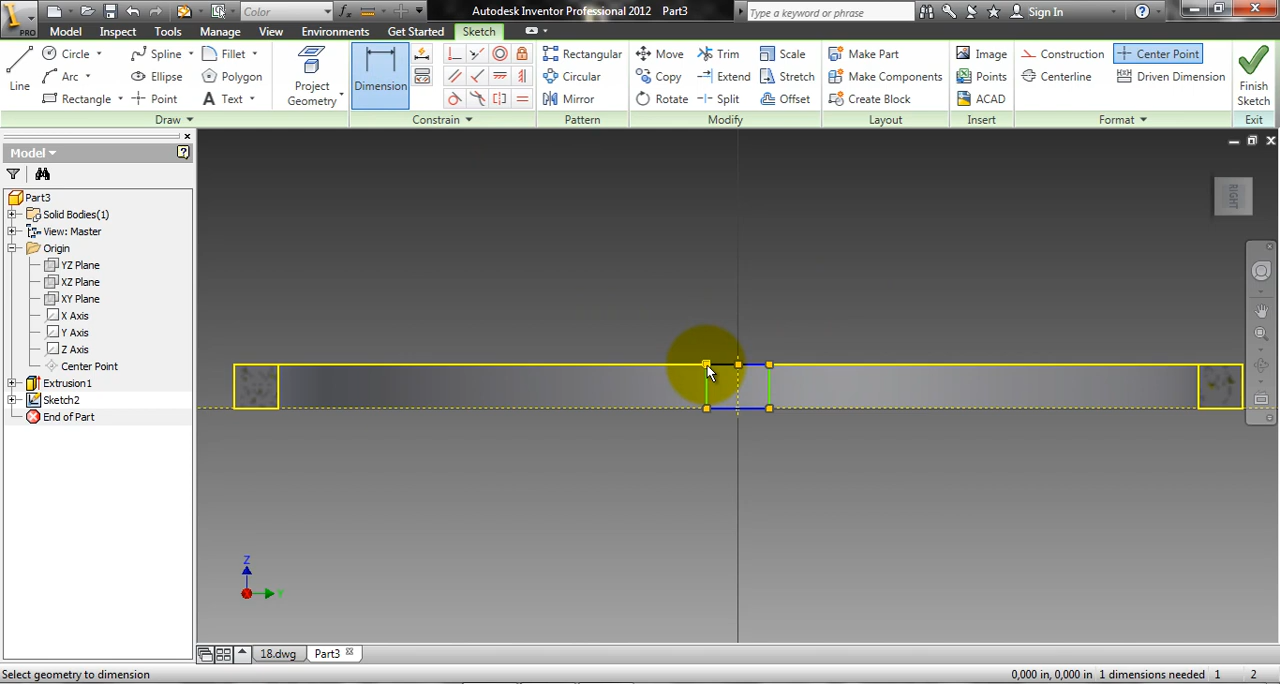 PRO
Color
Autodesk Inventor Professional 2012 Part3
Type a keyword or phrase
Sign In
Model Inspect Tools Manage View Environments Get Started Sketch
Line
Circle
Arc
Rectangle
Spline
Ellipse
Point
Fillet
Polygon
Text
Draw
Project
Geometry
Dimension
Constrain
Rectangular
Circular
Mirror
Pattern
Move
Copy
Rotate
Trim
Extend
Split
Scale
Stretch
Offset
Modify
Make Part
Make Components
Create Block
Layout
Image
Points
ACAD
Insert
Construction
Centerline
Center Point
Driven Dimension
Format
Finish
Sketch
Exit
Model
Part3
Solid Bodies(1)
View: Master
Origin
YZ Plane
XZ Plane
XY Plane
X Axis
Y Axis
Z Axis
Center Point
Extrusion1
Sketch2
End of Part
RIGHT
Z
Y
18.dwg Part3
Select geometry to dimension
0,000 in, 0,000 in 1 dimensions needed 1 2